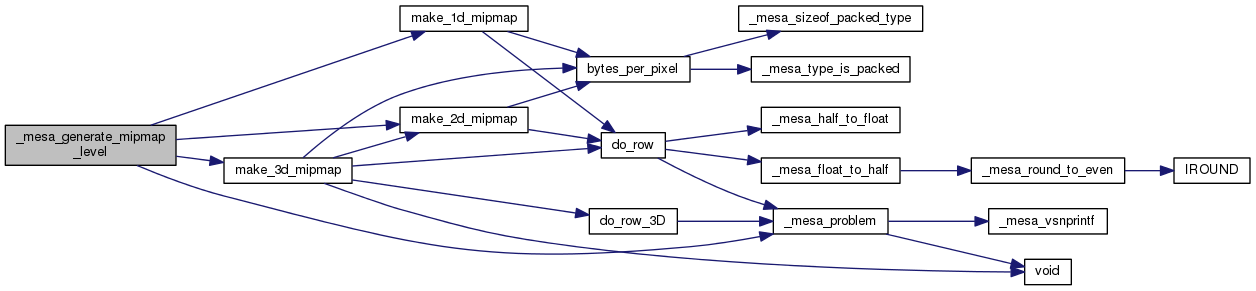 _mesa_generate_mipmap
_level
make_1d_mipmap
make_2d_mipmap
make_3d_mipmap
bytes_per_pixel
do_row
do_row_3D
_mesa_sizeof_packed_type
_mesa_type_is_packed
_mesa_half_to_float
_mesa_float_to_half
_mesa_problem
_mesa_round_to_even
_mesa_vsnprintf
void
IROUND